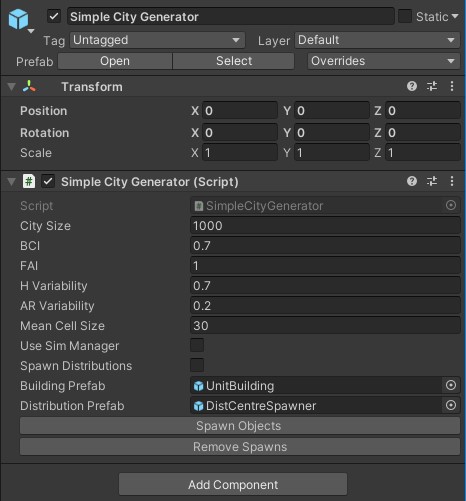 Simple City Generator Static
Tag Untagged Layer Default
Prefab Open Select Overrides
Transform
Position X 0 Y 0 Z 0
Rotation X 0 Y 0 Z 0
Scale X 1 Y 1 Z 1
# Simple City Generator (Script)
Script SimpleCityGenerator
City Size 1000
BCI 0.7
FAI 1
H Variability 0.7
AR Variability 0.2
Mean Cell Size 30
Use Sim Manager
Spawn Distributions
Building Prefab UnitBuilding
Distribution Prefab DistCentreSpawner
Spawn Objects
Remove Spawns
Add Component